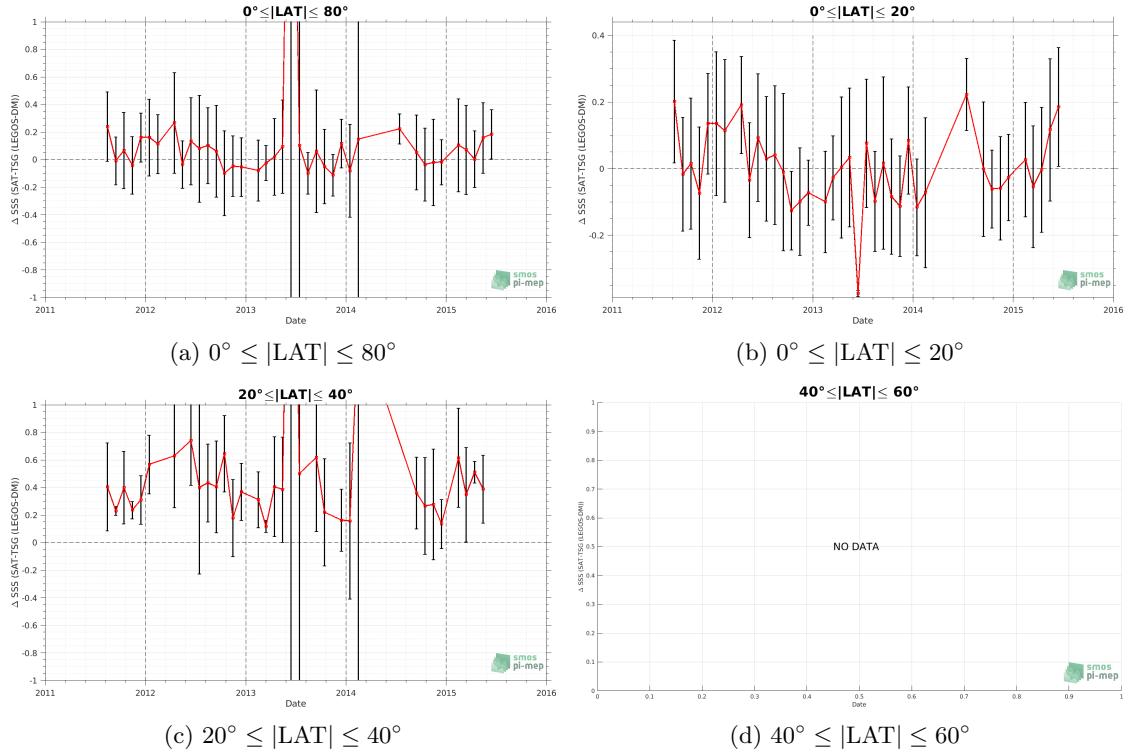 0°≤|LAT|≤ 80°
Δ SSS (SAT-TSG (LEGOS-DM))
1
0.8
0.6
0.4
0.2
0
-0.2
-0.4
-0.6
-0.8
-1
2011
2012
2013
2014
2015
2016
Date
smos
pi-mep
(a) 0° ≤ |LAT| ≤ 80°
0°≤|LAT|≤ 20°
Δ SSS (SAT-TSG (LEGOS-DM))
0.4
0.2
0
-0.2
2011
2012
2013
2014
2015
2016
Date
smos
pi-mep
(b) 0° ≤ |LAT| ≤ 20°
20°≤|LAT|≤ 40°
Δ SSS (SAT-TSG (LEGOS-DM))
1
0.8
0.6
0.4
0.2
0
-0.2
-0.4
-0.6
-0.8
-1
2011
2012
2013
2014
2015
2016
Date
smos
pi-mep
(c) 20° ≤ |LAT| ≤ 40°
40°≤|LAT|≤ 60°
Δ SSS (SAT-TSG (LEGOS-DM))
1
0.9
0.8
0.7
0.6
0.5
0.4
0.3
0.2
0.1
0
NO DATA
0
0.1
0.2
0.3
0.4
0.5
0.6
0.7
0.8
0.9
1
Date
smos
pi-mep
(d) 40° ≤ |LAT| ≤ 60°